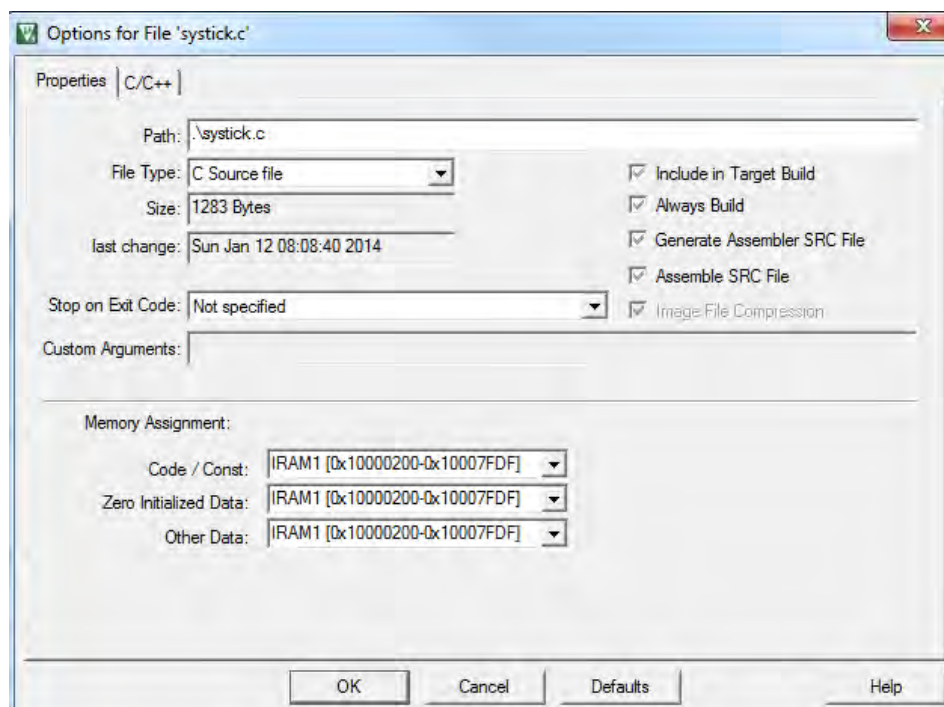 Options for File 'systick.c'
Properties C/C++
Path: .\systick.c
File Type: C Source file
Include in Target Build
Size: 1283 Bytes
Always Build
last change: Sun Jan 12 08:08:40 2014
Generate Assembler SRC File
Assemble SRC File
Stop on Exit Code: Not specified
Image File Compression
Custom Arguments:
Memory Assignment:
Code / Const: IRAM1 [0x10000200-0x10007FDF]
Zero Initialized Data: IRAM1 [0x10000200-0x10007FDF]
Other Data: IRAM1 [0x10000200-0x10007FDF]
OK Cancel Defaults Help